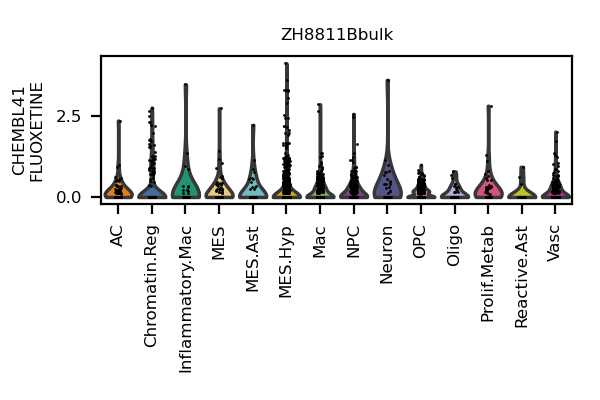 ZH8811Bbulk
CHEMBL41
FLUOXETINE
2.5
0.0
AC
Chromatin.Reg
Inflammatory.Mac
MES
MES.Ast
MES.Hyp
Mac
NPC
Neuron
OPC
Oligo
Prolif.Metab
Reactive.Ast
Vasc